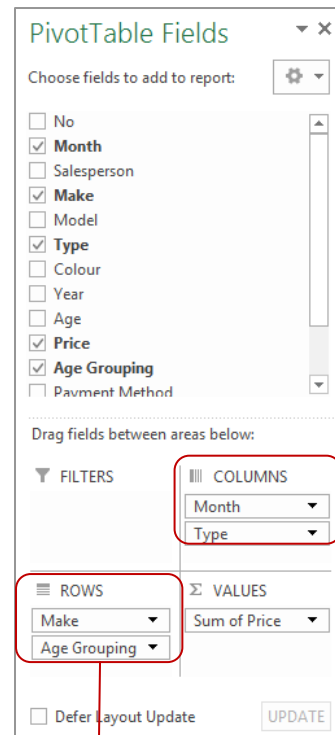 PivotTable Fields
Choose fields to add to report:
No
Month
Salesperson
Make
Model
Type
Colour
Year
Age
Price
Age Grouping
Payment Method
Drag fields between areas below:
FILTERS
COLUMNS
Month
Type
ROWS
Make
Age Grouping
Σ VALUES
Sum of Price
Defer Layout Update
UPDATE